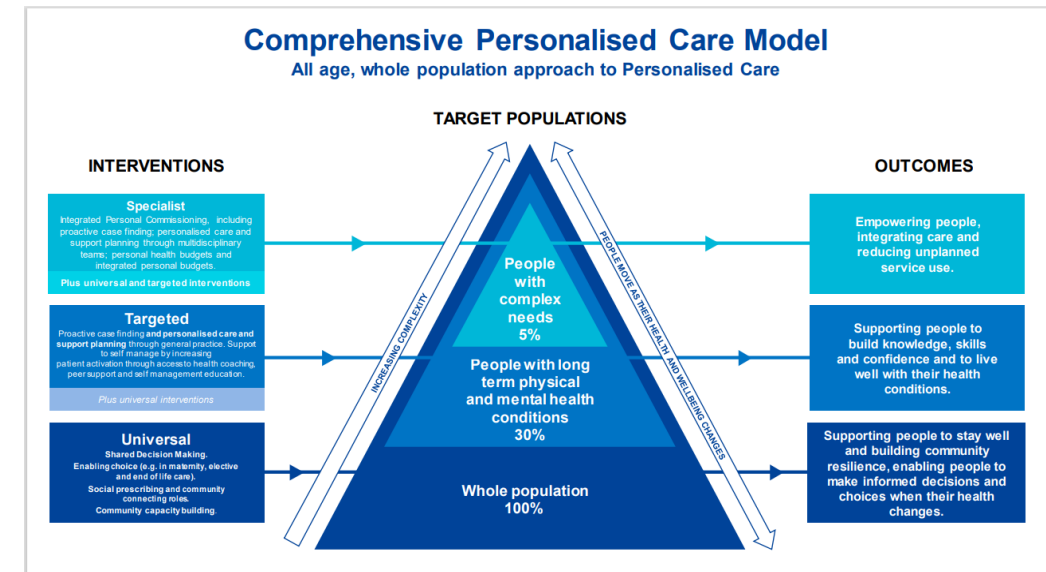 Comprehensive Personalised Care Model
All age, whole population approach to Personalised Care
TARGET POPULATIONS
INTERVENTIONS
OUTCOMES
Specialist
Integrated Personal Commissioning, including
proactive case finding; personalised care and
support planning through multidisciplinary
teams; personal health budgets and
integrated personal budgets.
Plus universal and targeted interventions
Targeted
Proactive case finding and personalised care and
support planning through general practice. Support
to self manage by increasing
patient activation through access to health coaching,
peer support and self management education.
Plus universal interventions
Universal
Shared Decision Making.
Enabling choice (e.g. in maternity, elective
and end of life care).
Social prescribing and community
connecting roles.
Community capacity building.
INCREASING COMPLEXITY
People
with
complex
needs
5%
People with long
term physical
and mental health
conditions
30%
Whole population
100%
PEOPLE MOVE AS THEIR HEALTH AND WELLBEING CHANGES
Empowering people,
integrating care and
reducing unplanned
service use.
Supporting people to
build knowledge, skills
and confidence and to live
well with their health
conditions.
Supporting people to stay well
and building community
resilience, enabling people to
make informed decisions and
choices when their health
changes.